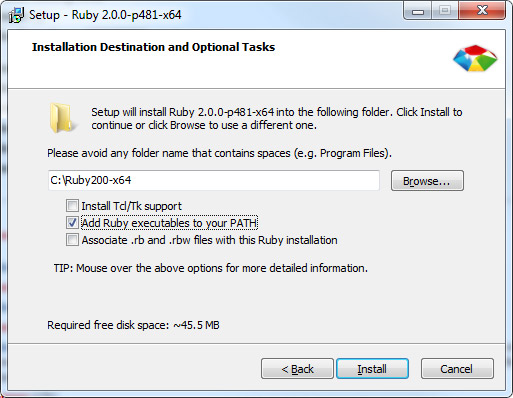 Setup - Ruby 2.0.0-p481-x64
Installation Destination and Optional Tasks
Setup will install Ruby 2.0.0-p481-x64 into the following folder. Click Install to
continue or click Browse to use a different one.
Please avoid any folder name that contains spaces (e.g. Program Files).
C:\Ruby200-x64
Browse...
Install Tcl/Tk support
Add Ruby executables to your PATH
Associate .rb and .rbw files with this Ruby installation
TIP: Mouse over the above options for more detailed information.
Required free disk space: ~45.5 MB
< Back
Install
Cancel